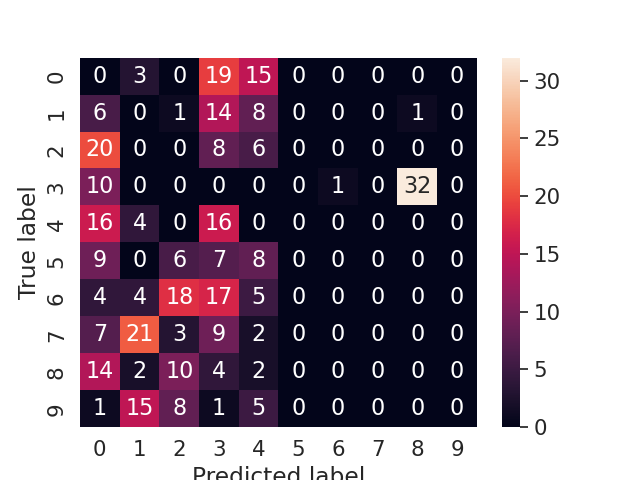 0 0 3 0 19 15 0 0 0 0 0
1 6 0 1 14 8 0 0 0 1 0
2 20 0 0 8 6 0 0 0 0 0
3 10 0 0 0 0 0 1 0 32 0
4 16 4 0 16 0 0 0 0 0 0
5 9 0 6 7 8 0 0 0 0 0
6 4 4 18 17 5 0 0 0 0 0
7 7 21 3 9 2 0 0 0 0 0
8 14 2 10 4 2 0 0 0 0 0
9 1 15 8 1 5 0 0 0 0 0
0 1 2 3 4 5 6 7 8 9
Predicted label
True label
30
25
20
15
10
5
0